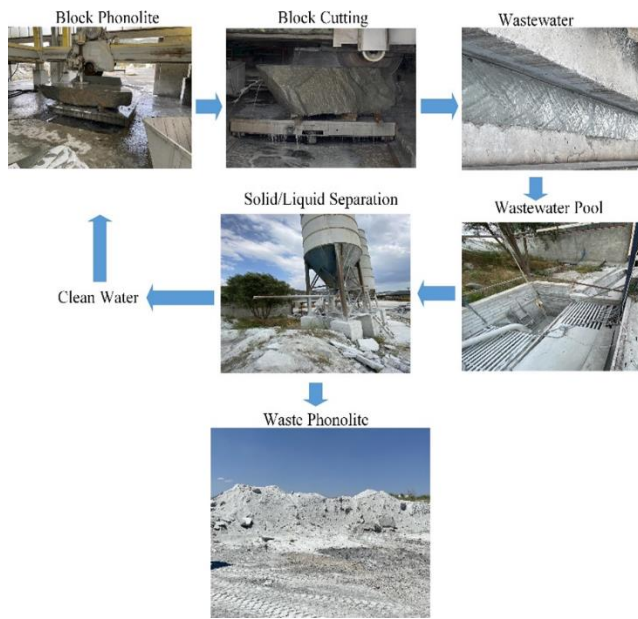 Block Phonolite
Block Cutting
Wastewater
Solid/Liquid Separation
Wastewater Pool
Clean Water
Waste Phonolite